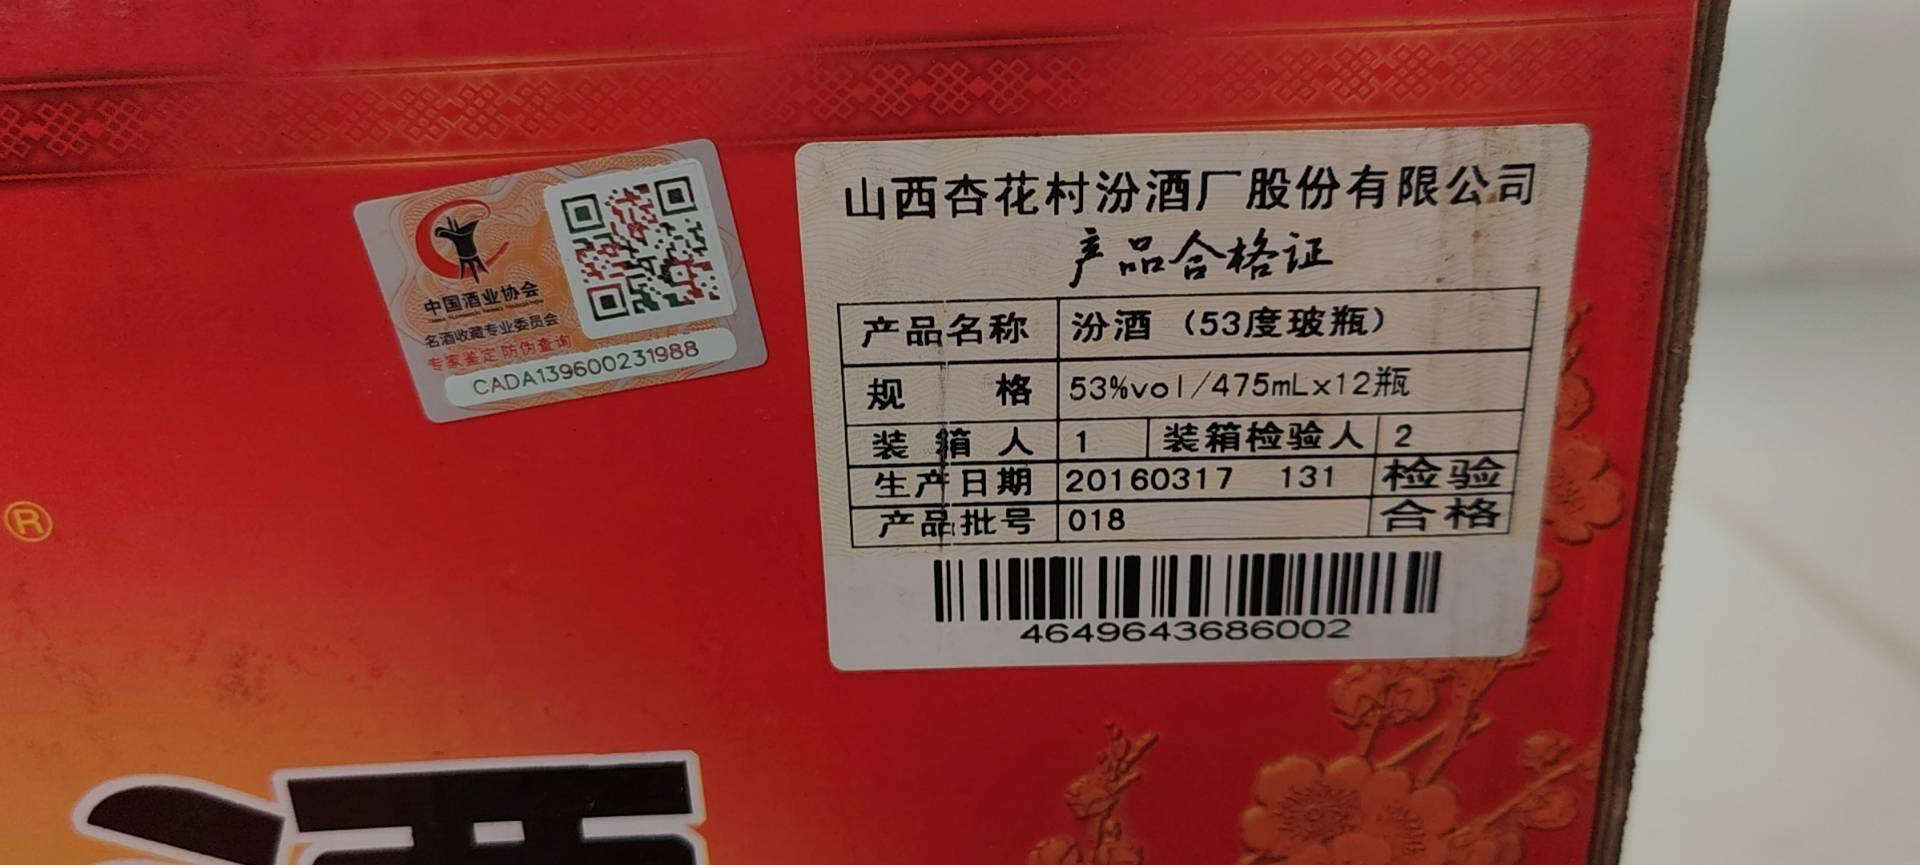 中国酒业协会
名酒收藏专业委员会
专家鉴定 防伪查询
CADA139600231988
山西杏花村汾酒厂股份有限公司
产品合格证
产品名称 汾酒（53度玻瓶）
规格 53%vol/475mLx12瓶
装箱人 1 装箱检验人 2
生产日期 20160317 131 检验
产品批号 018 合格
4649643686002
®
酒